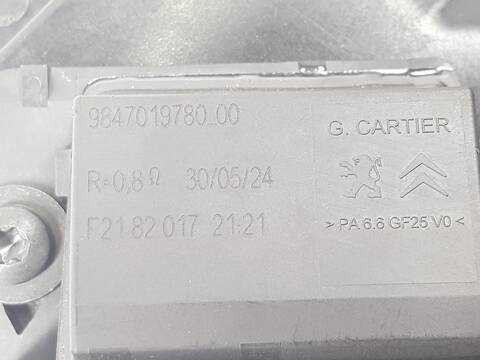 9847019780_00
G. CARTIER
R=0,8Ω 30/05/24
F21 82 017 21:21
>PA 6.6 GF25 V0<